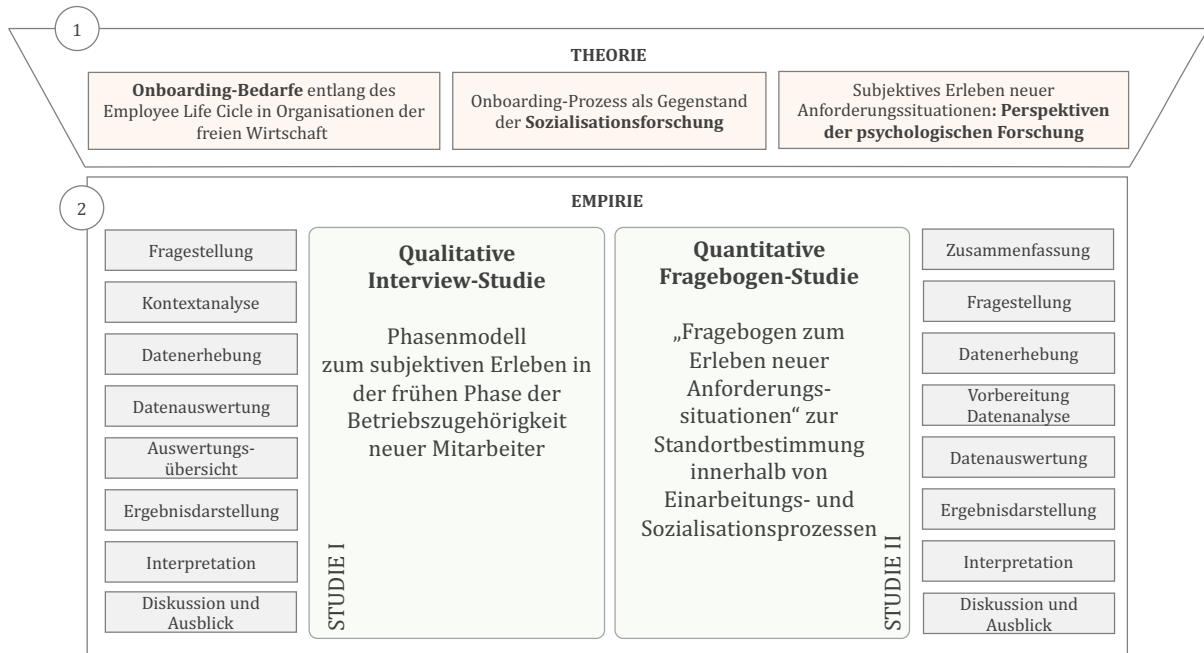 1
THEORIE
Onboarding-Bedarfe entlang des
Employee Life Cicle in Organisationen der
freien Wirtschaft
Onboarding-Prozess als Gegenstand
der Sozialisationsforschung
Subjektives Erleben neuer
Anforderungssituationen: Perspektiven
der psychologischen Forschung
2
EMPIRIE
Fragestellung
Kontextanalyse
Datenerhebung
Datenauswertung
Auswertungs-
übersicht
Ergebnisdarstellung
Interpretation
Diskussion und
Ausblick
Qualitative
Interview-Studie
Phasenmodell
zum subjektiven Erleben in
der frühen Phase der
Betriebszugehörigkeit
neuer Mitarbeiter
STUDIE I
Quantitative
Fragebogen-Studie
„Fragebogen zum
Erleben neuer
Anforderungs-
situationen“ zur
Standortbestimmung
innerhalb von
Einarbeitungs- und
Sozialisationsprozessen
STUDIE II
Zusammenfassung
Fragestellung
Datenerhebung
Vorbereitung
Datenanalyse
Datenauswertung
Ergebnisdarstellung
Interpretation
Diskussion und
Ausblick